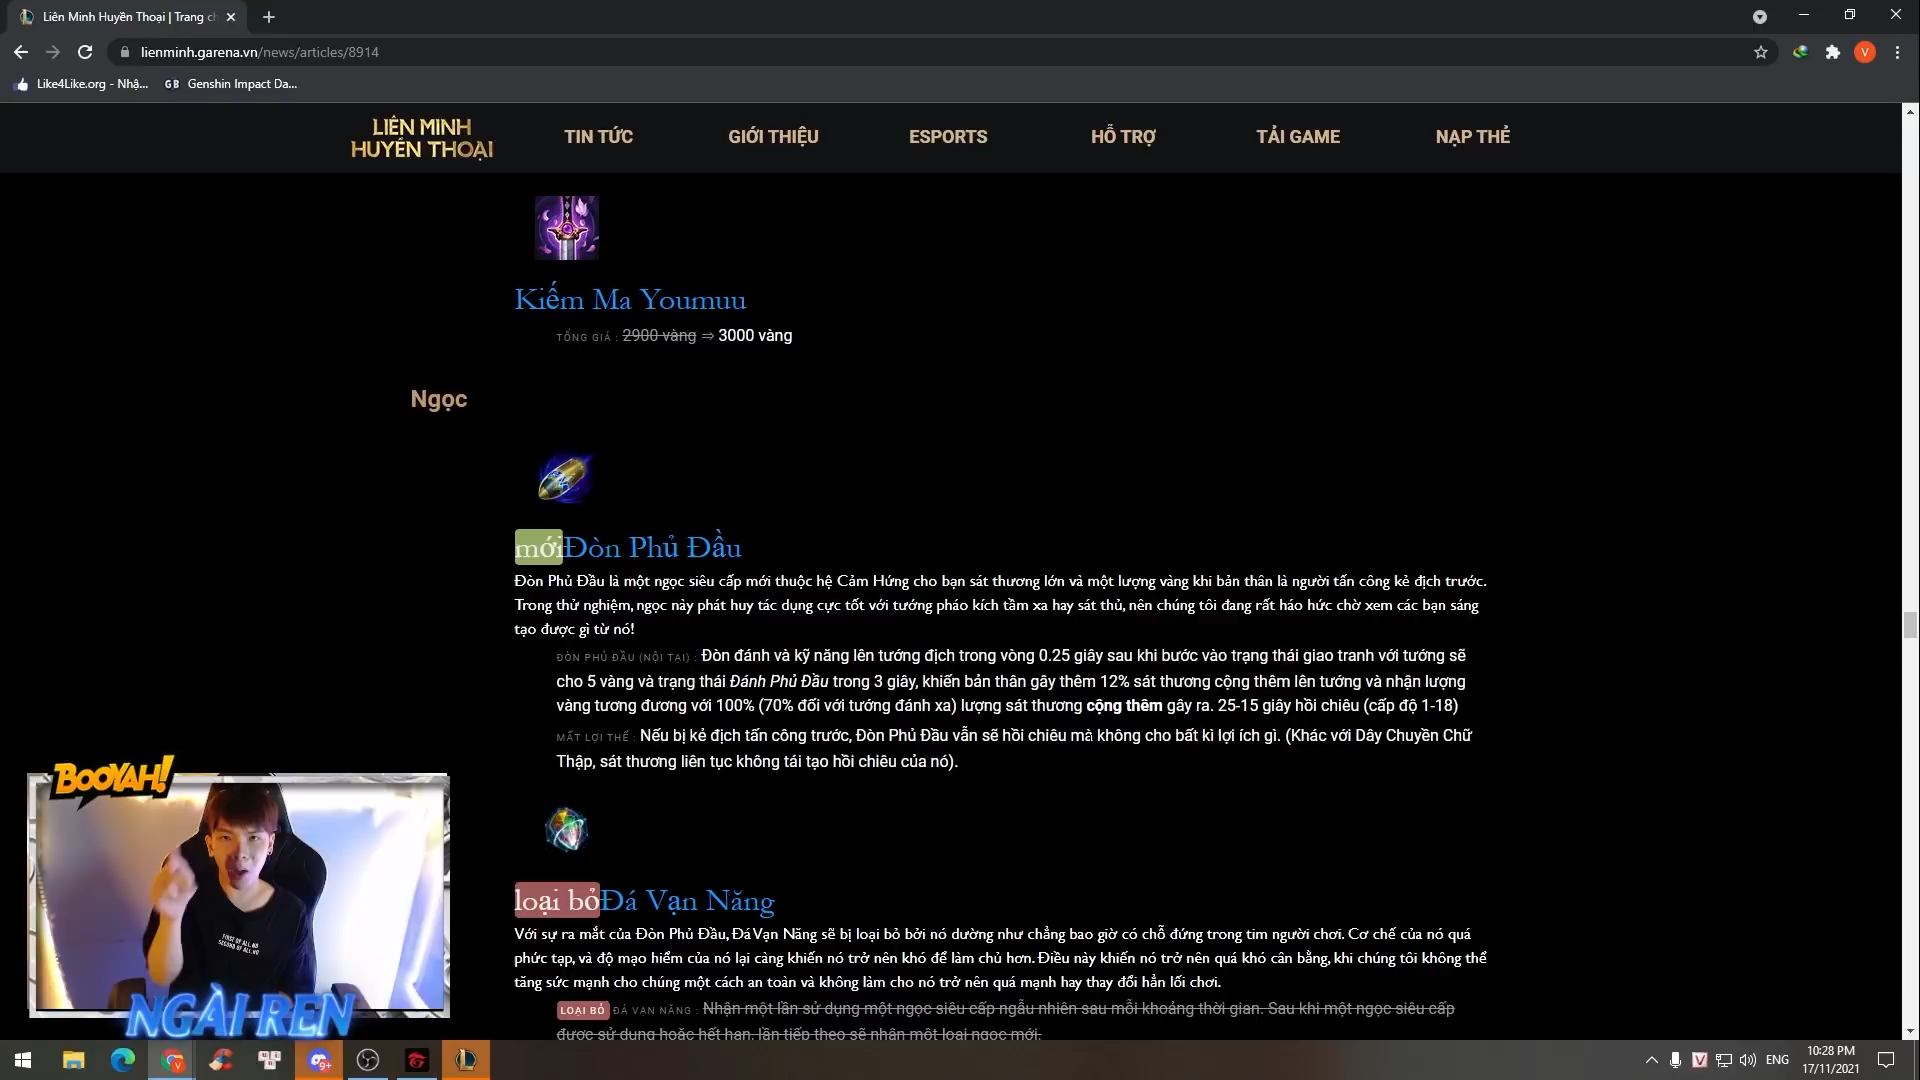 Liên Minh Huyền Thoại | Trang ch
lienminh.garena.vn/news/articles/8914
V
Like4Like.org - Nhậ...
GB Genshin Impact Da...
LIÊN MINH
HUYỀN THOẠI
TIN TỨC
GIỚI THIỆU
ESPORTS
HỖ TRỢ
TẢI GAME
NẠP THẺ
Kiếm Ma Youmuu
TỔNG GIÁ : 2900 vàng ⇒ 3000 vàng
Ngọc
mớiĐòn Phủ Đầu
Đòn Phủ Đầu là một ngọc siêu cấp mới thuộc hệ Cảm Hứng cho bạn sát thương lớn và một lượng vàng khi bản thân là người tấn công kẻ địch trước.
Trong thử nghiệm, ngọc này phát huy tác dụng cực tốt với tướng pháo kích tầm xa hay sát thủ, nên chúng tôi đang rất háo hức chờ xem các bạn sáng
tạo được gì từ nó!
ĐÒN PHỦ ĐẦU (NỘI TẠI) : Đòn đánh và kỹ năng lên tướng địch trong vòng 0.25 giây sau khi bước vào trạng thái giao tranh với tướng sẽ
cho 5 vàng và trạng thái Đánh Phủ Đầu trong 3 giây, khiến bản thân gây thêm 12% sát thương cộng thêm lên tướng và nhận lượng
vàng tương đương với 100% (70% đối với tướng đánh xa) lượng sát thương cộng thêm gây ra. 25-15 giây hồi chiêu (cấp độ 1-18)
MẤT LỢI THẾ : Nếu bị kẻ địch tấn công trước, Đòn Phủ Đầu vẫn sẽ hồi chiêu mà không cho bất kì lợi ích gì. (Khác với Dây Chuyền Chữ
Thập, sát thương liên tục không tái tạo hồi chiêu của nó).
loại bỏĐá Vạn Năng
Với sự ra mắt của Đòn Phủ Đầu, Đá Vạn Năng sẽ bị loại bỏ bởi nó dường như chẳng bao giờ có chỗ đứng trong tim người chơi. Cơ chế của nó quá
phức tạp, và độ mạo hiểm của nó lại càng khiến nó trở nên khó để làm chủ hơn. Điều này khiến nó trở nên quá khó cân bằng, khi chúng tôi không thể
tăng sức mạnh cho chúng một cách an toàn và không làm cho nó trở nên quá mạnh hay thay đổi hẳn lối chơi.
LOẠI BỎ ĐÁ VẠN NĂNG : Nhận một lần sử dụng một ngọc siêu cấp ngẫu nhiên sau mỗi khoảng thời gian. Sau khi một ngọc siêu cấp
được sử dụng hoặc hết hạn, lần tiếp theo sẽ nhận một loại ngọc mới.
BOOYAH!
FIRST OF ALL, NO
SECOND OF ALL, NO
NGÀI REN
9+
V
ENG
10:28 PM
17/11/2021